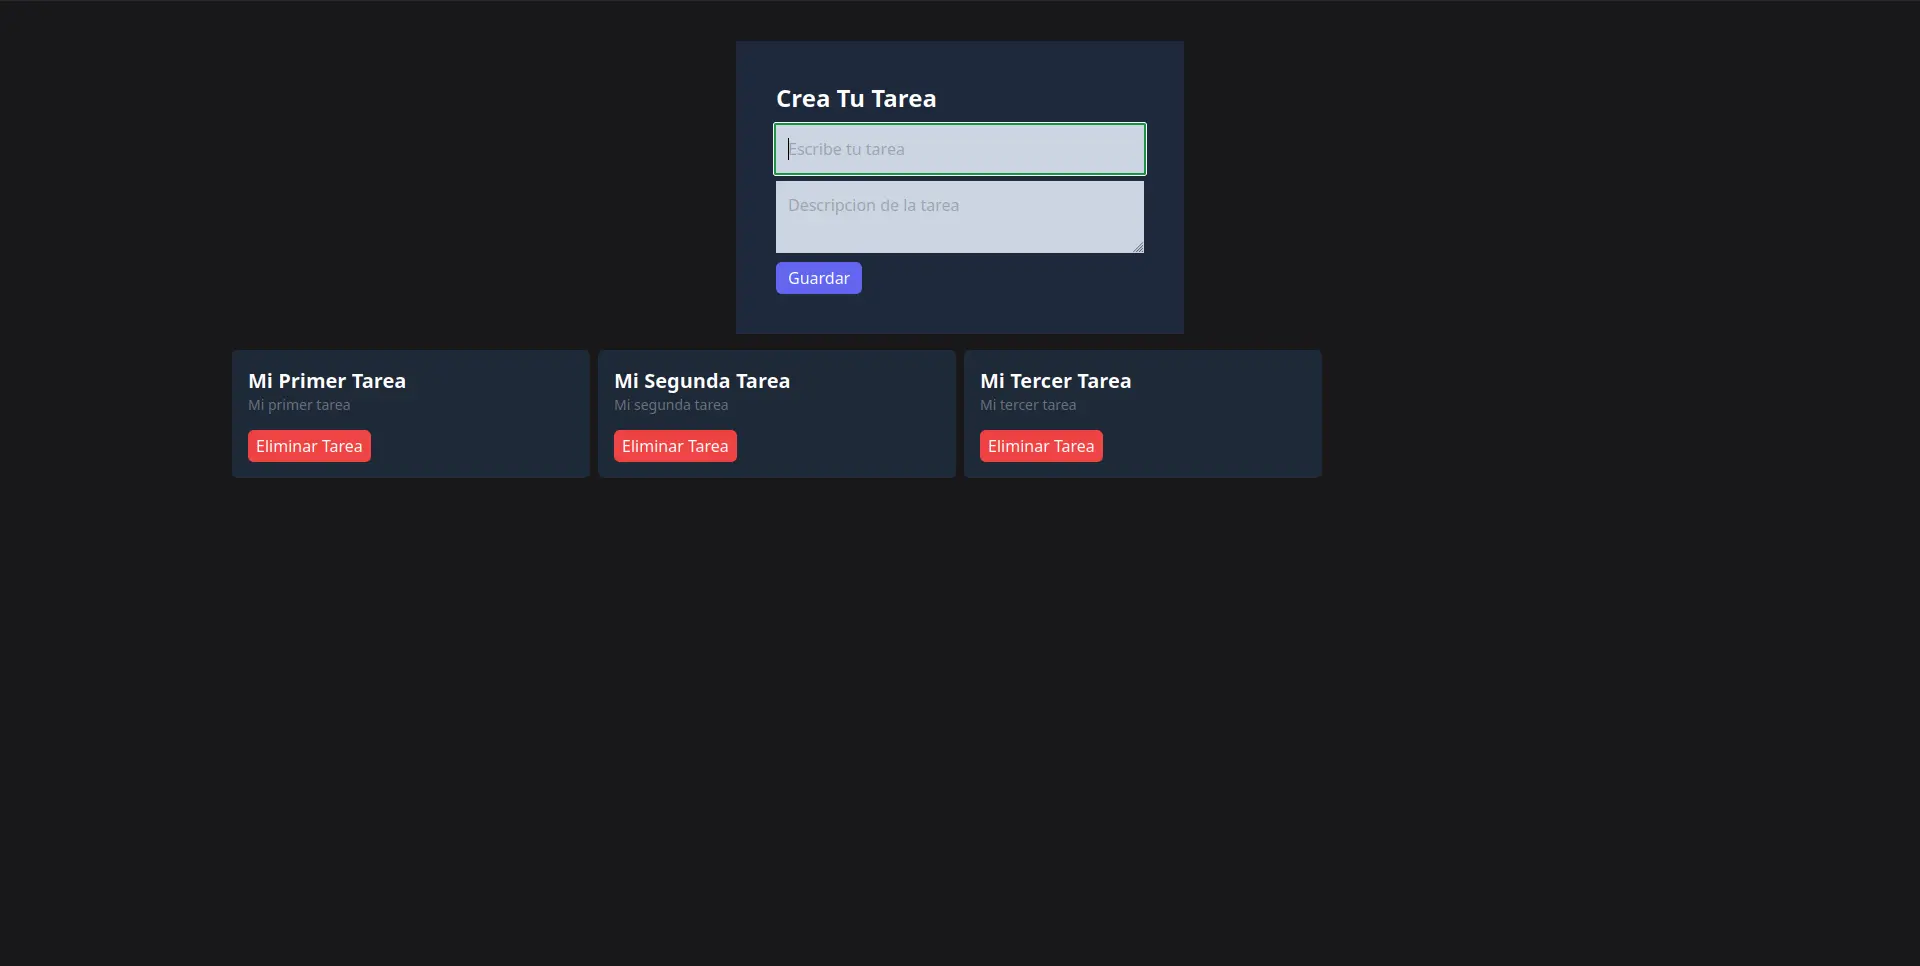 Crea Tu Tarea
Escribe tu tarea
Descripcion de la tarea
Guardar
Mi Primer Tarea
Mi primer tarea
Eliminar Tarea
Mi Segunda Tarea
Mi segunda tarea
Eliminar Tarea
Mi Tercer Tarea
Mi tercer tarea
Eliminar Tarea